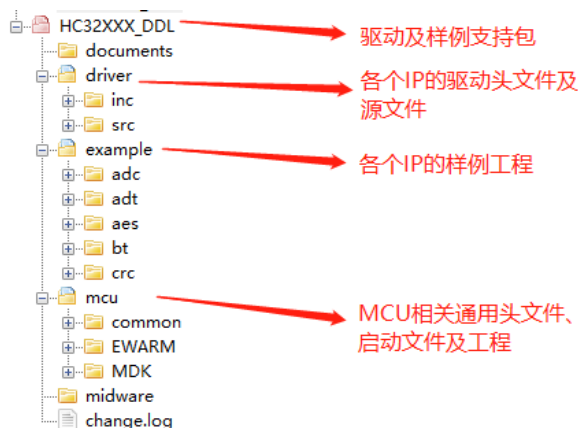 HC32XXX_DDL
驱动及样例支持包
documents
driver
各个IP的驱动头文件及
源文件
inc
src
example
各个IP的样例工程
adc
adt
aes
bt
crc
mcu
MCU相关通用头文件、
启动文件及工程
common
EWARM
MDK
midware
change.log